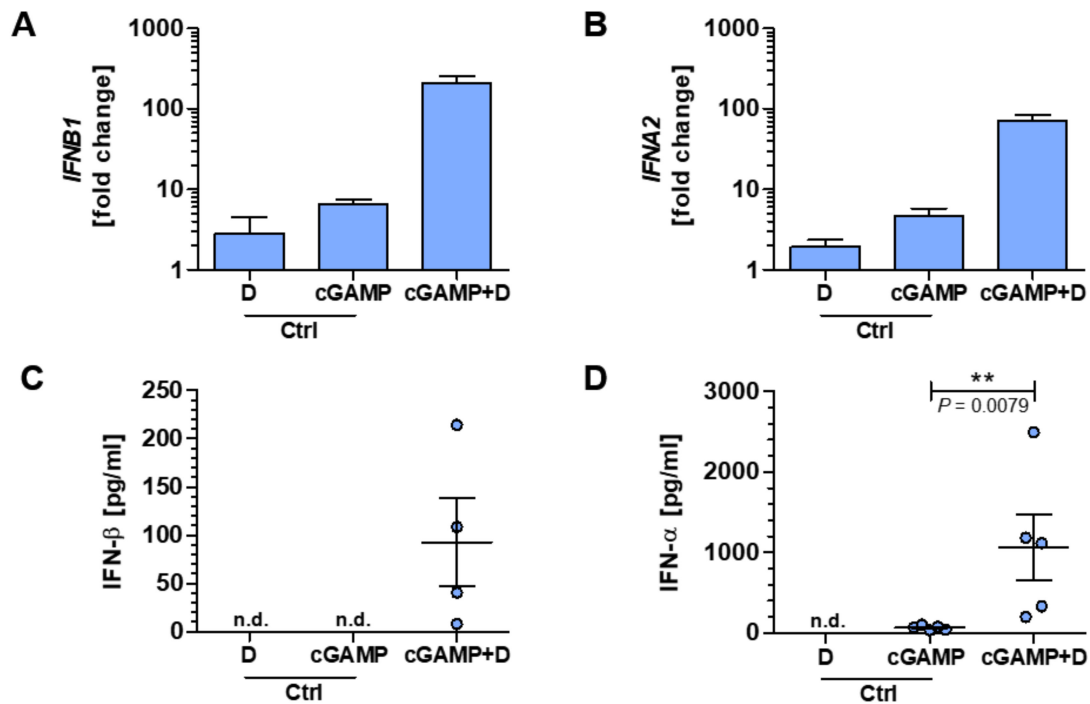 A
IFNB1
[fold change]
1000
100
10
1
D
cGAMP
cGAMP+D
Ctrl
B
IFNA2
[fold change]
1000
100
10
1
D
cGAMP
cGAMP+D
Ctrl
C
IFN-β [pg/ml]
250
200
150
100
50
0
n.d.
n.d.
D
cGAMP
cGAMP+D
Ctrl
D
IFN-α [pg/ml]
3000
2000
1000
0
**
P = 0.0079
n.d.
D
cGAMP
cGAMP+D
Ctrl